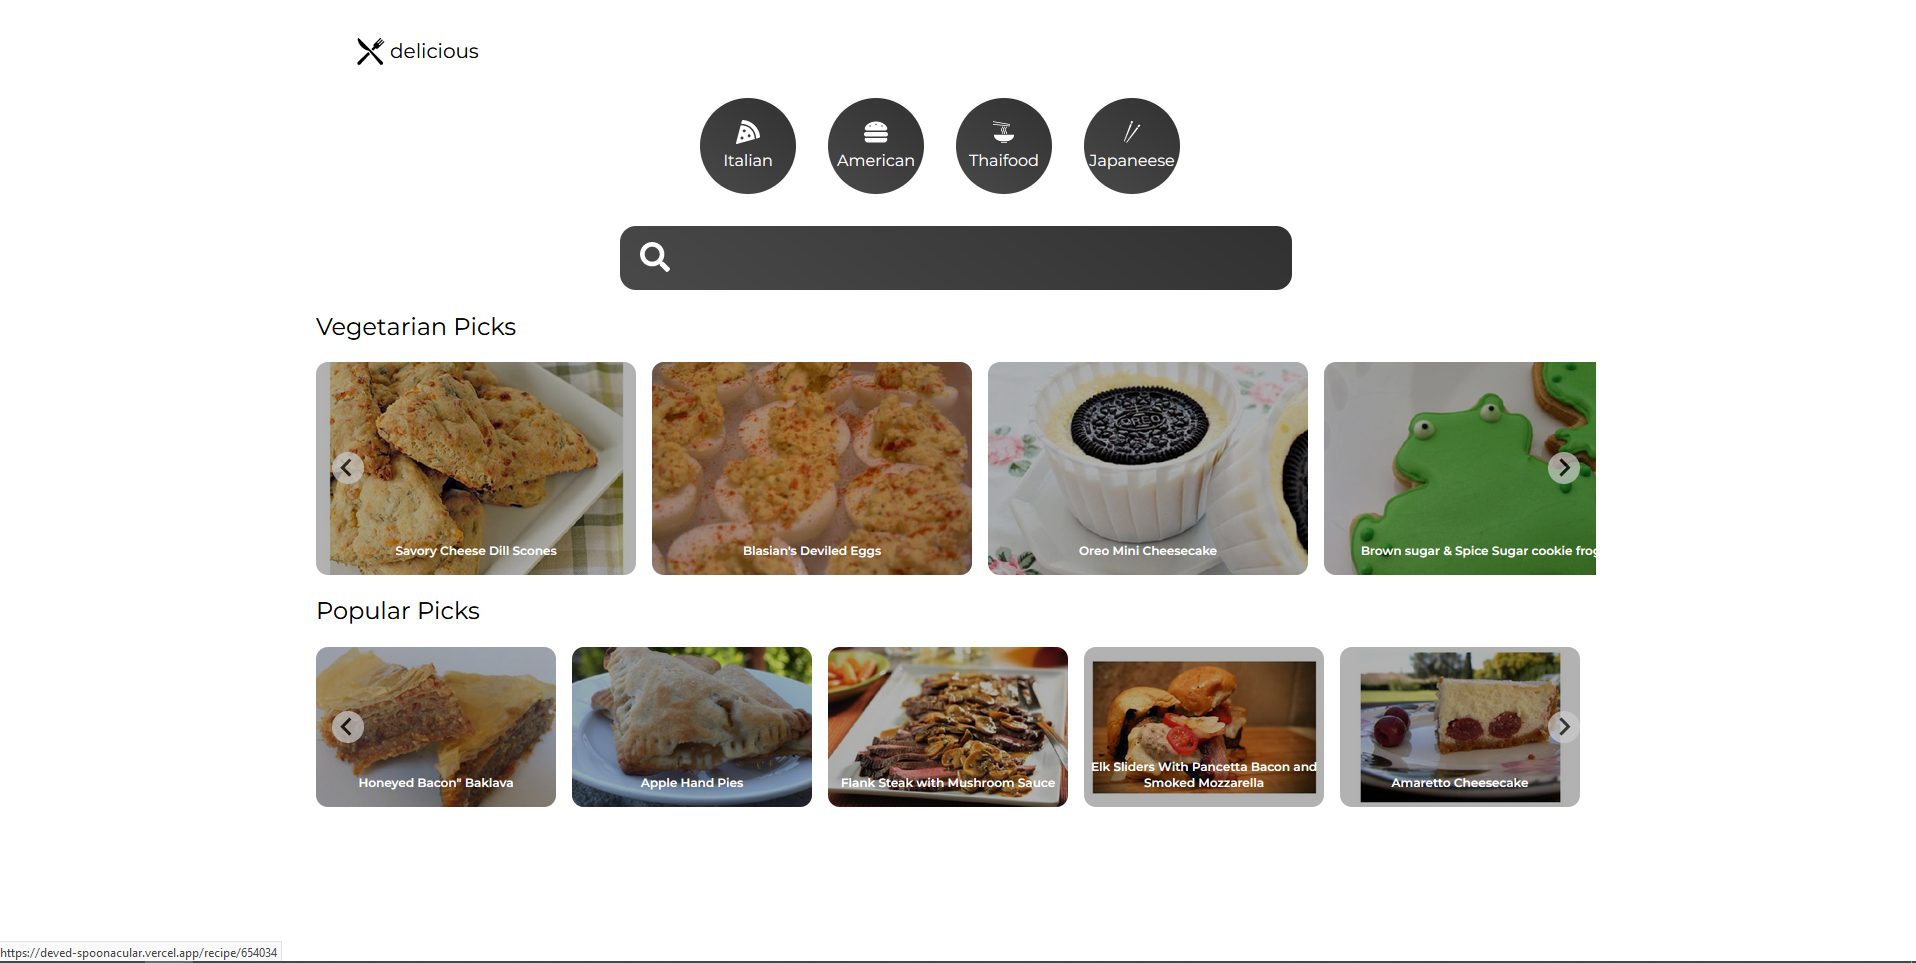 delicious
Italian
American
Thaifood
Japaneese
Vegetarian Picks
Savory Cheese Dill Scones
Blasian's Deviled Eggs
OREO
Oreo Mini Cheesecake
Brown sugar & Spice Sugar cookie frog
Popular Picks
Honeyed Bacon" Baklava
Apple Hand Pies
Flank Steak with Mushroom Sauce
Elk Sliders With Pancetta Bacon and
Smoked Mozzarella
Amaretto Cheesecake
https://deved-spoonacular.vercel.app/recipe/654034